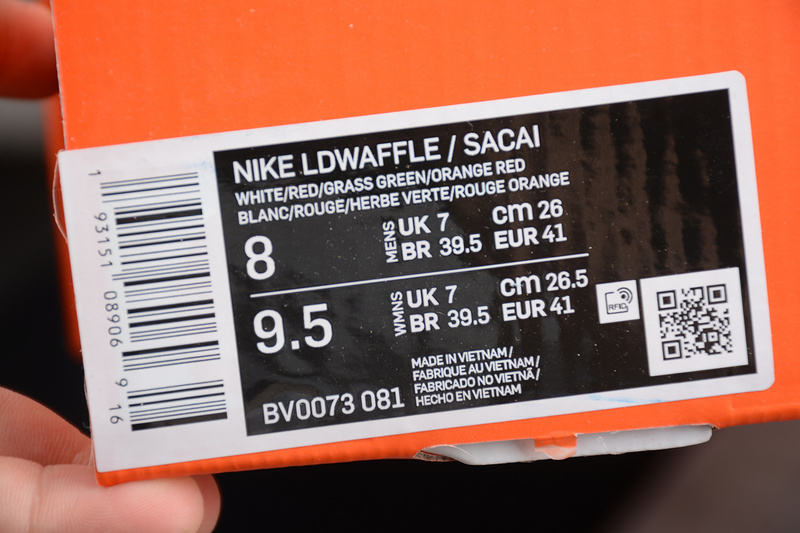 NIKE LDWAFFLE / SACAI
WHITE/RED/GRASS GREEN/ORANGE RED
BLANC/ROUGE/HERBE VERTE/ROUGE ORANGE
8
MENS
UK 7
cm 26
BR 39.5
EUR 41
9.5
WMNS
UK 7
cm 26.5
BR 39.5
EUR 41
RFID
MADE IN VIETNAM /
FABRIQUE AU VIETNAM /
FABRICADO NO VIETNÃ /
HECHO EN VIETNAM
BV0073 081
1 93151 08906 9 16